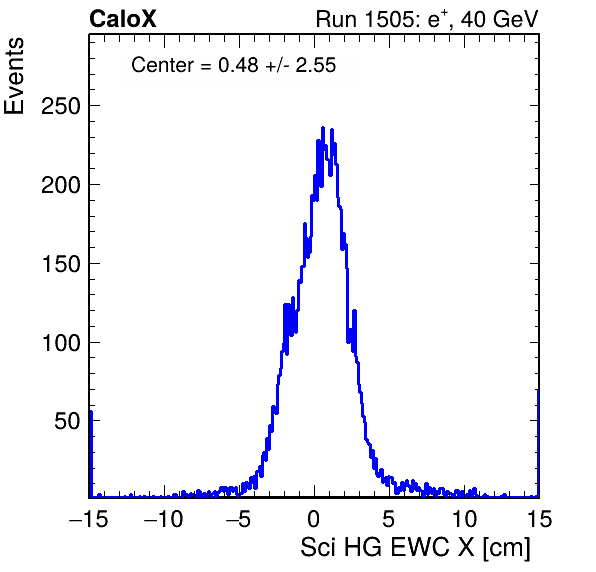 CaloX Run 1505: e⁺, 40 GeV
Center = 0.48 +/- 2.55
Events
250
200
150
100
50
−15 −10 −5 0 5 10 15
Sci HG EWC X [cm]